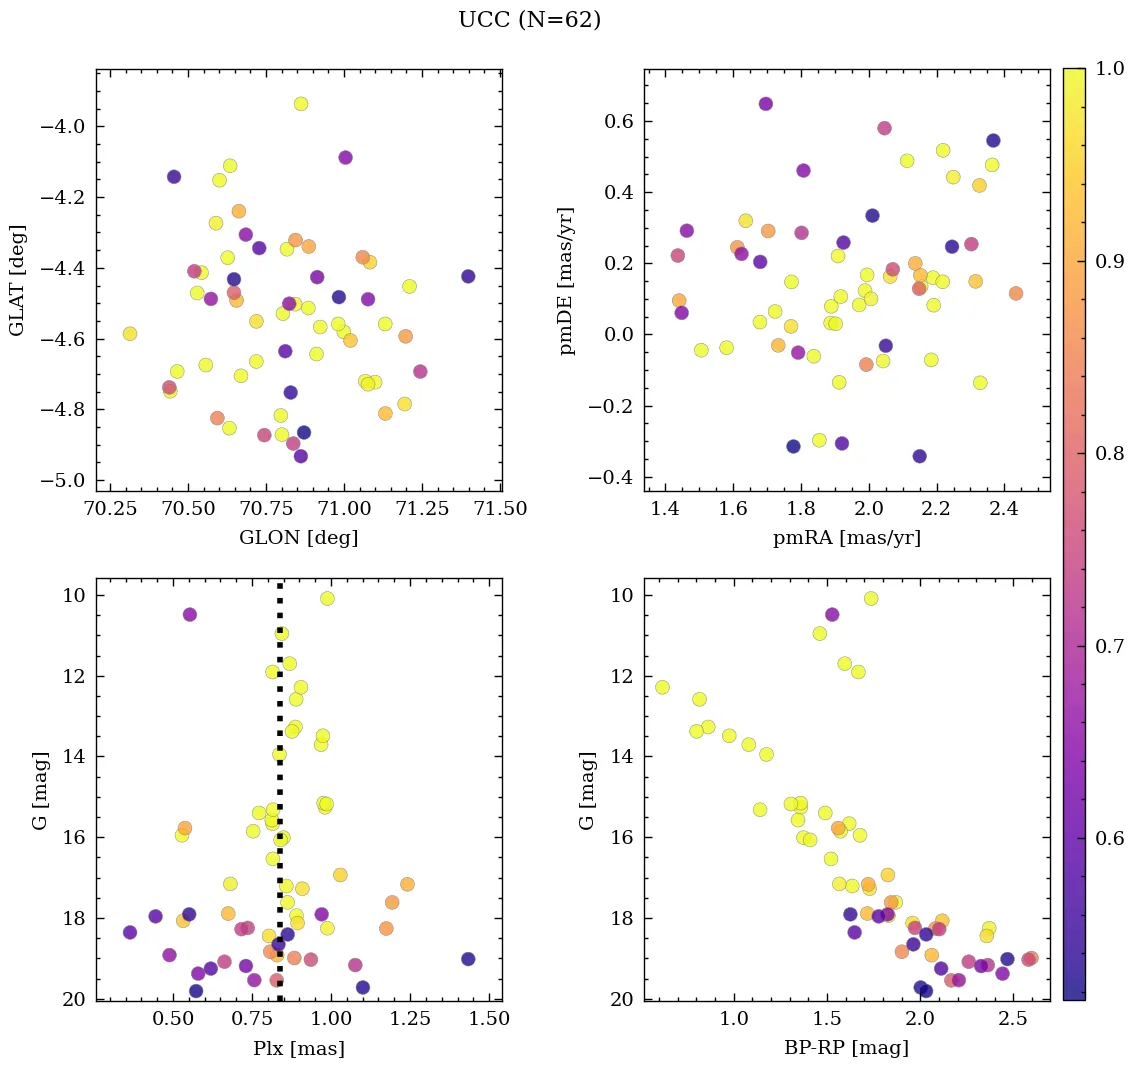 UCC (N=62)
−4.0
−4.2
−4.4
−4.6
−4.8
−5.0
GLAT [deg]
70.25 70.50 70.75 71.00 71.25 71.50
GLON [deg]
0.6
0.4
0.2
0.0
−0.2
−0.4
pmDE [mas/yr]
1.4 1.6 1.8 2.0 2.2 2.4
pmRA [mas/yr]
1.0
0.9
0.8
0.7
0.6
10
12
14
16
18
20
G [mag]
0.50 0.75 1.00 1.25 1.50
Plx [mas]
10
12
14
16
18
20
G [mag]
1.0 1.5 2.0 2.5
BP-RP [mag]